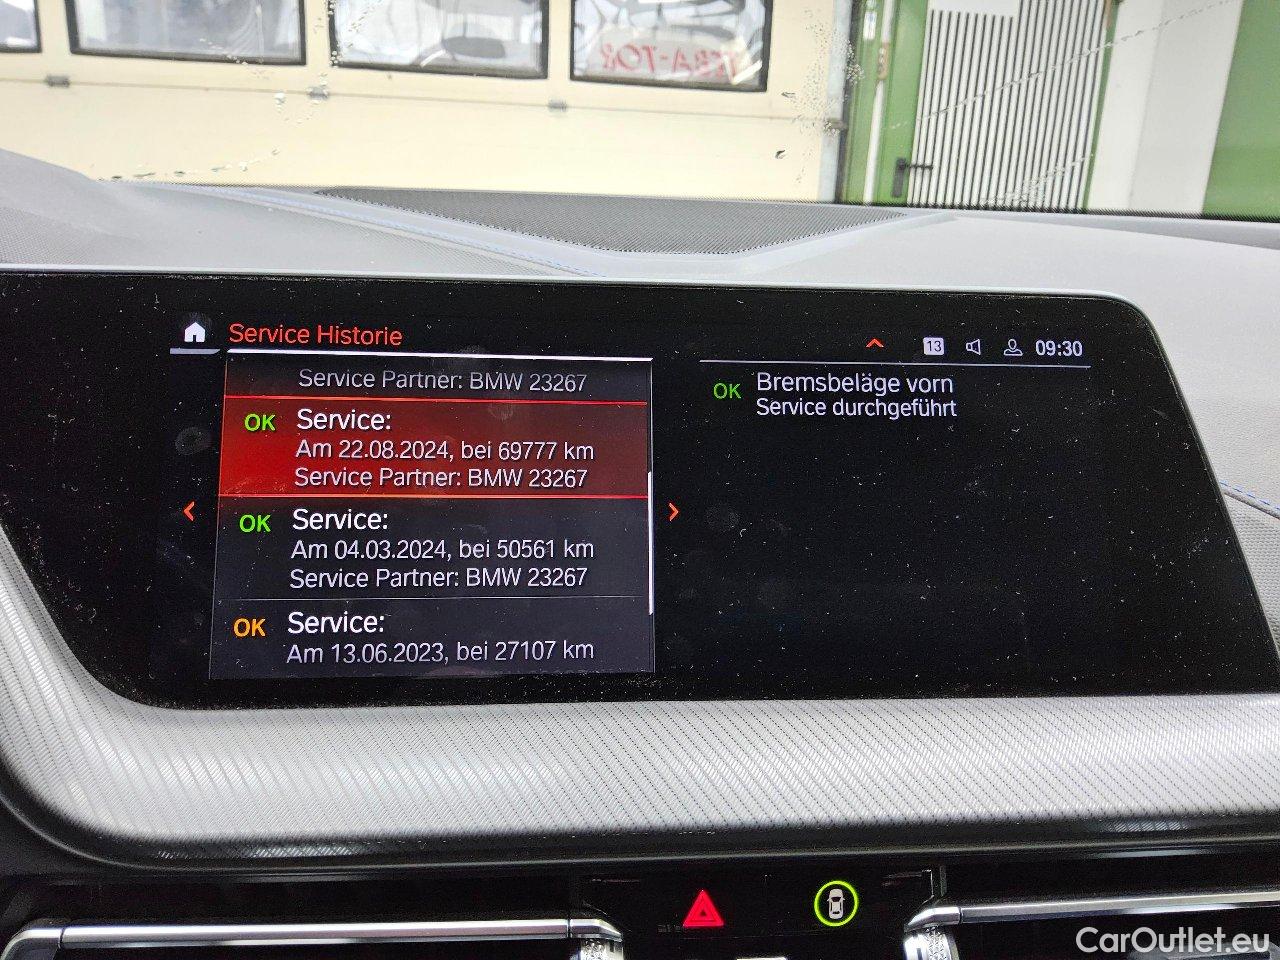 TEBA-TOR
Service Historie
13
09:30
Service Partner: BMW 23267
OK Service:
Am 22.08.2024, bei 69777 km
Service Partner: BMW 23267
OK Service:
Am 04.03.2024, bei 50561 km
Service Partner: BMW 23267
OK Service:
Am 13.06.2023, bei 27107 km
OK Bremsbeläge vorn
Service durchgeführt
CarOutlet.eu